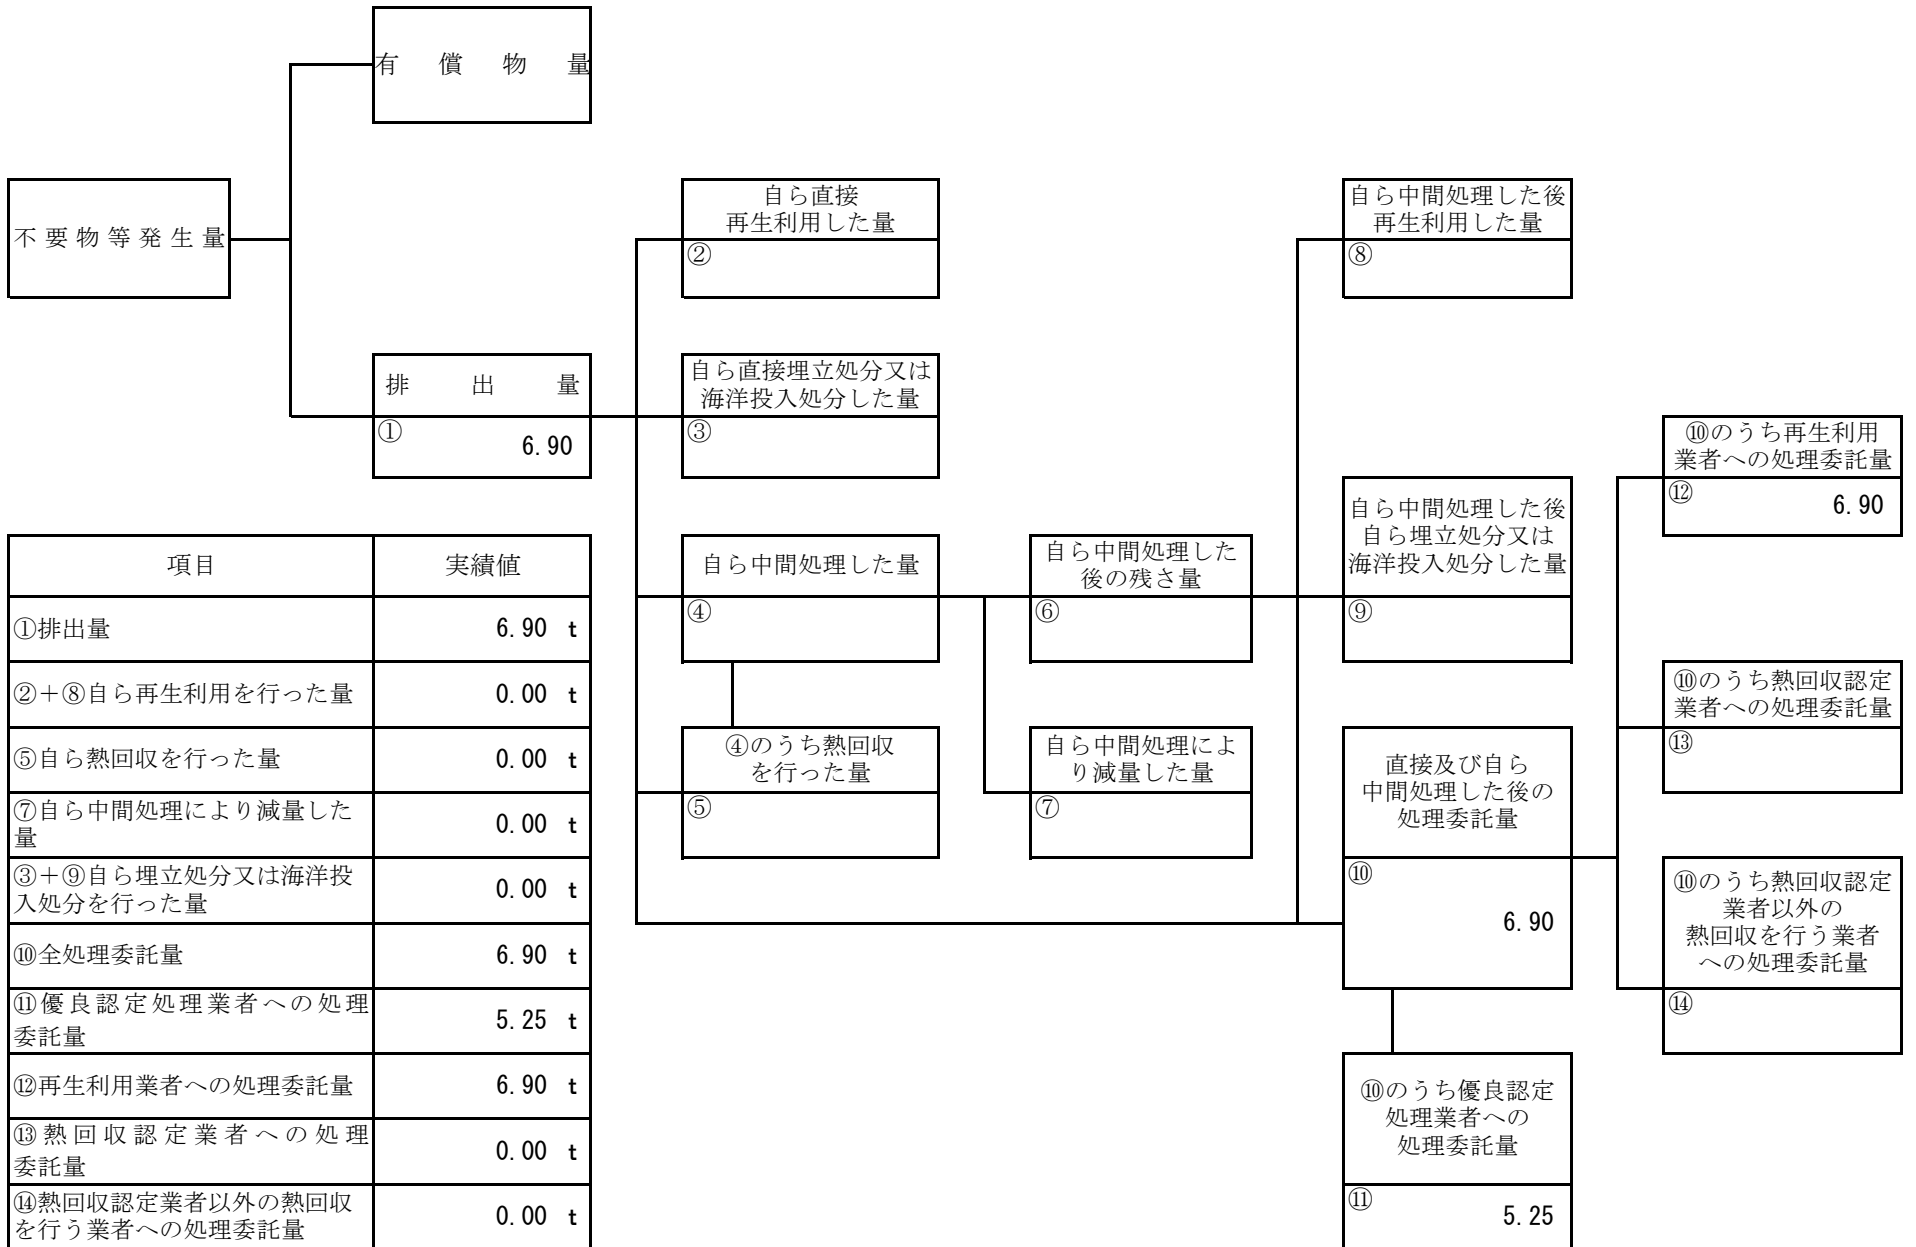 有償物量
不要物等発生量
自ら直接
再生利用した量
②
自ら中間処理した後
再生利用した量
⑧
排出量
① 6.90
自ら直接埋立処分又は
海洋投入処分した量
③
⑩のうち再生利用
業者への処理委託量
⑫ 6.90
自ら中間処理した後
自ら埋立処分又は
海洋投入処分した量
⑨
自ら中間処理した量
④
自ら中間処理した
後の残さ量
⑥
⑩のうち熱回収認定
業者への処理委託量
⑬
④のうち熱回収
を行った量
⑤
自ら中間処理によ
り減量した量
⑦
直接及び自ら
中間処理した後の
処理委託量
⑩
6.90
⑩のうち熱回収認定
業者以外の
熱回収を行う業者
への処理委託量
⑭
⑩のうち優良認定
処理業者への
処理委託量
⑪ 5.25
項目 実績値
①排出量 6.90 t
②+⑧自ら再生利用を行った量 0.00 t
⑤自ら熱回収を行った量 0.00 t
⑦自ら中間処理により減量した
量 0.00 t
③+⑨自ら埋立処分又は海洋投
入処分を行った量 0.00 t
⑩全処理委託量 6.90 t
⑪優良認定処理業者への処理
委託量 5.25 t
⑫再生利用業者への処理委託量 6.90 t
⑬熱回収認定業者への処理
委託量 0.00 t
⑭熱回収認定業者以外の熱回収
を行う業者への処理委託量 0.00 t